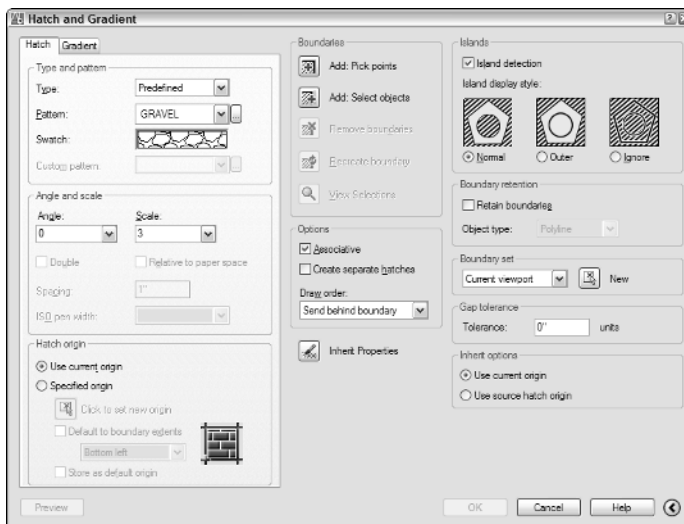 Hatch and Gradient
Hatch
Gradient
Type and pattern
Type:
Predefined
Pattern:
GRAVEL
...
Swatch:
Custom pattern:
...
Angle and scale
Angle:
Scale:
0
3
Double
Relative to paper space
Spacing:
1"
ISO pen width:
Hatch origin
Use current origin
Specified origin
Click to set new origin
Default to boundary extents
Bottom left
Store as default origin
Preview
Boundaries
Add: Pick points
Add: Select objects
Remove boundaries
Recreate boundary
View Selections
Options
Associative
Create separate hatches
Draw order:
Send behind boundary
Inherit Properties
Islands
Island detection
Island display style:
Normal
Outer
Ignore
Boundary retention
Retain boundaries
Object type:
Polyline
Boundary set
Current viewport
New
Gap tolerance
Tolerance:
0"
units
Inherit options
Use current origin
Use source hatch origin
OK
Cancel
Help